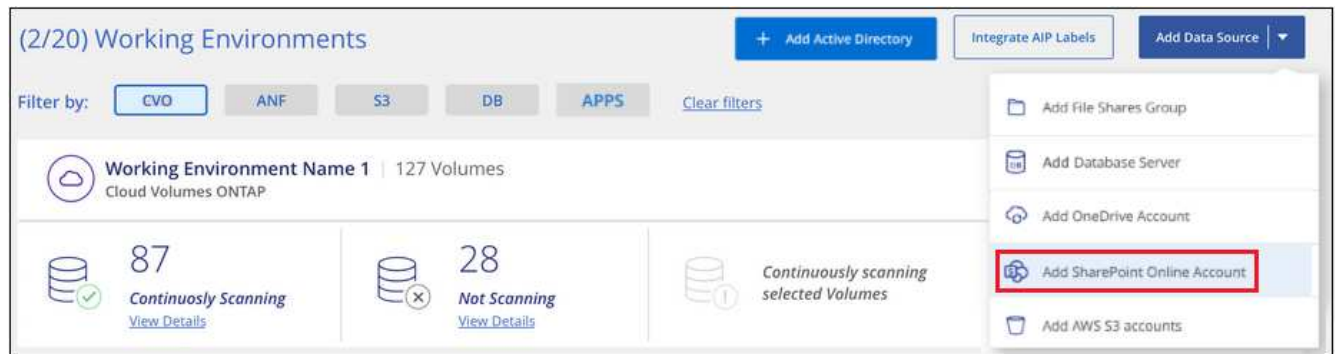 (2/20) Working Environments
+ Add Active Directory
Integrate AIP Labels
Add Data Source
Filter by:
CVO
ANF
S3
DB
APPS
Clear filters
Working Environment Name 1 | 127 Volumes
Cloud Volumes ONTAP
87
Continuosly Scanning
View Details
28
Not Scanning
View Details
Continuously scanning
selected Volumes
Add File Shares Group
Add Database Server
Add OneDrive Account
Add SharePoint Online Account
Add AWS S3 accounts